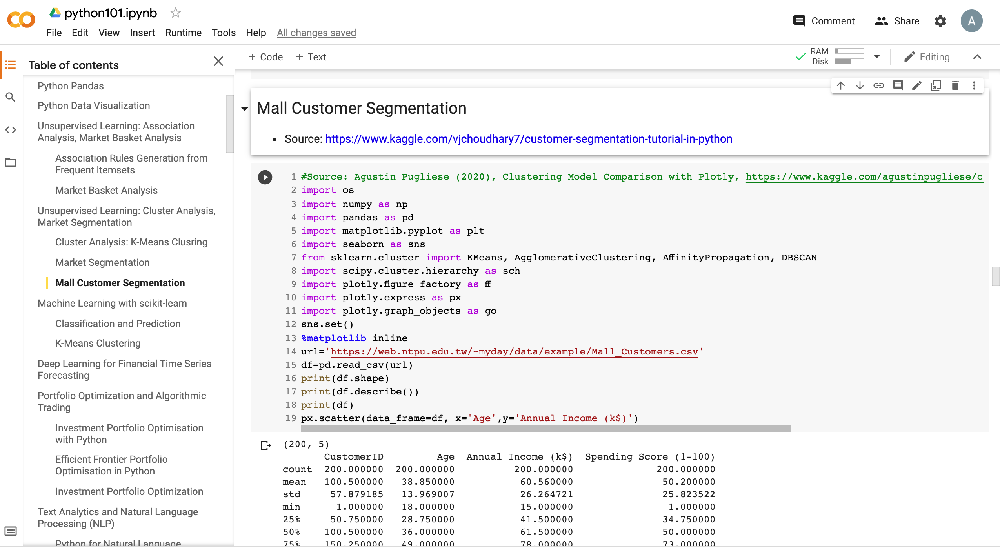 python101.ipynb
File Edit View Insert Runtime Tools Help All changes saved
Comment Share A
Table of contents
Python Pandas
Python Data Visualization
Unsupervised Learning: Association
Analysis, Market Basket Analysis
Association Rules Generation from
Frequent Itemsets
Market Basket Analysis
Unsupervised Learning: Cluster Analysis,
Market Segmentation
Cluster Analysis: K-Means Clusring
Market Segmentation
Mall Customer Segmentation
Machine Learning with scikit-learn
Classification and Prediction
K-Means Clustering
Deep Learning for Financial Time Series
Forecasting
Portfolio Optimization and Algorithmic
Trading
Investment Portfolio Optimisation
with Python
Efficient Frontier Portfolio
Optimisation in Python
Investment Portfolio Optimization
Text Analytics and Natural Language
Processing (NLP)
Python for Natural Language
+ Code + Text
RAM
Disk
Editing
Mall Customer Segmentation
• Source: https://www.kaggle.com/vjchoudhary7/customer-segmentation-tutorial-in-python
1 #Source: Agustin Pugliese (2020), Clustering Model Comparison with Plotly, https://www.kaggle.com/agustinpugliese/c
2 import os
3 import numpy as np
4 import pandas as pd
5 import matplotlib.pyplot as plt
6 import seaborn as sns
7 from sklearn.cluster import KMeans, AgglomerativeClustering, AffinityPropagation, DBSCAN
8 import scipy.cluster.hierarchy as sch
9 import plotly.figure_factory as ff
10 import plotly.express as px
11 import plotly.graph_objects as go
12 sns.set()
13 %matplotlib inline
14 url='https://web.ntpu.edu.tw/~myday/data/example/Mall_Customers.csv'
15 df=pd.read_csv(url)
16 print(df.shape)
17 print(df.describe())
18 print(df)
19 px.scatter(data_frame=df, x='Age',y='Annual Income (k$)')
(200, 5)
CustomerID Age Annual Income (k$) Spending Score (1-100)
count 200.000000 200.000000 200.000000 200.000000
mean 100.500000 38.850000 60.560000 50.200000
std 57.879185 13.969007 26.264721 25.823522
min 1.000000 18.000000 15.000000 1.000000
25% 50.750000 28.750000 41.500000 34.750000
50% 100.500000 36.000000 61.500000 50.000000
75% 150.250000 49.000000 78.000000 73.000000